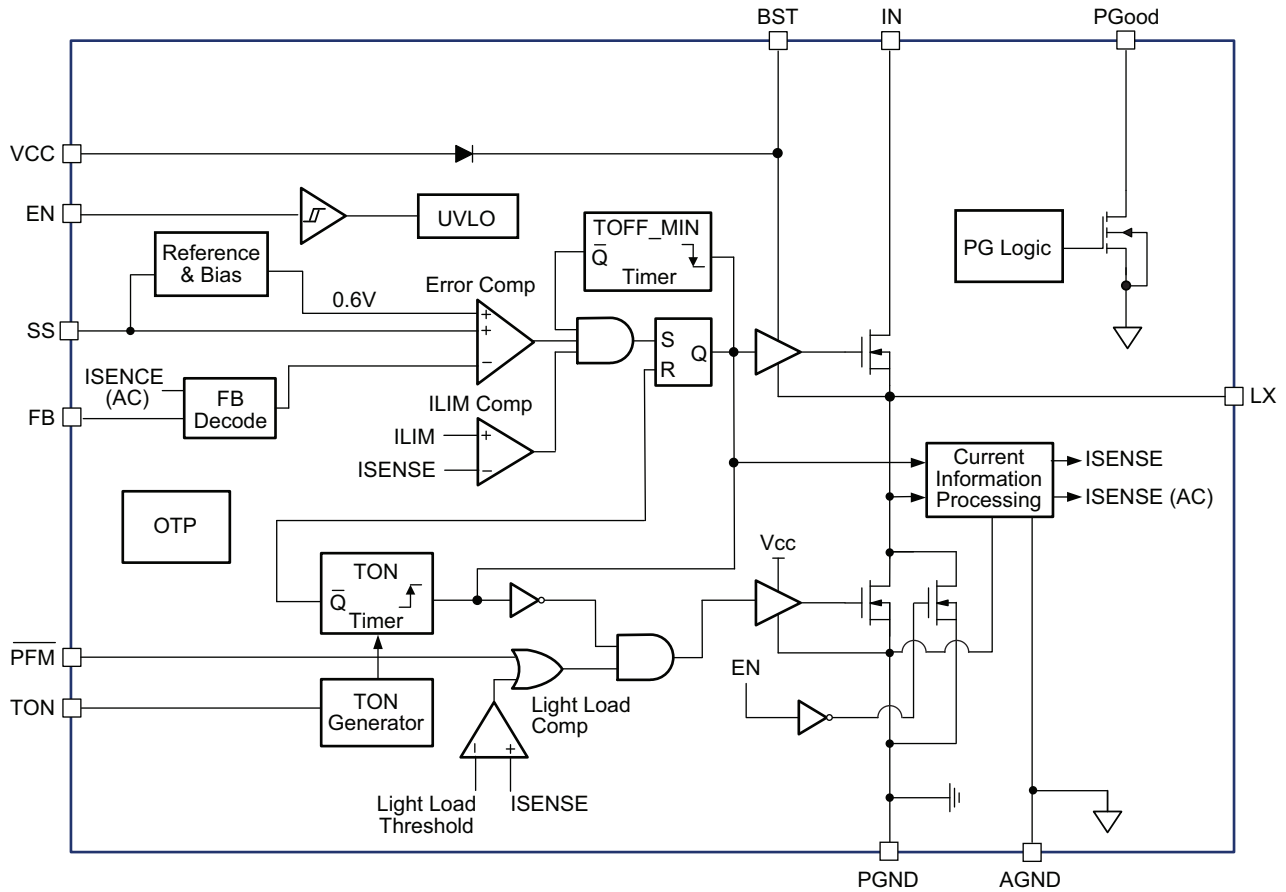 BST
IN
PGood
VCC
EN
UVLO
TOFF_MIN
Q
Timer
PG Logic
Reference
& Bias
0.6V
Error Comp
+
+
−
SS
S
Q
R
LX
ISENCE
(AC)
FB
FB
Decode
ILIM Comp
ILIM
+
ISENSE
−
Current
Information
Processing
ISENSE
ISENSE (AC)
OTP
Vcc
TON
Q
Timer
PFM
EN
TON
TON
Generator
Light Load
Comp
−
+
Light Load
Threshold
ISENSE
PGND
AGND